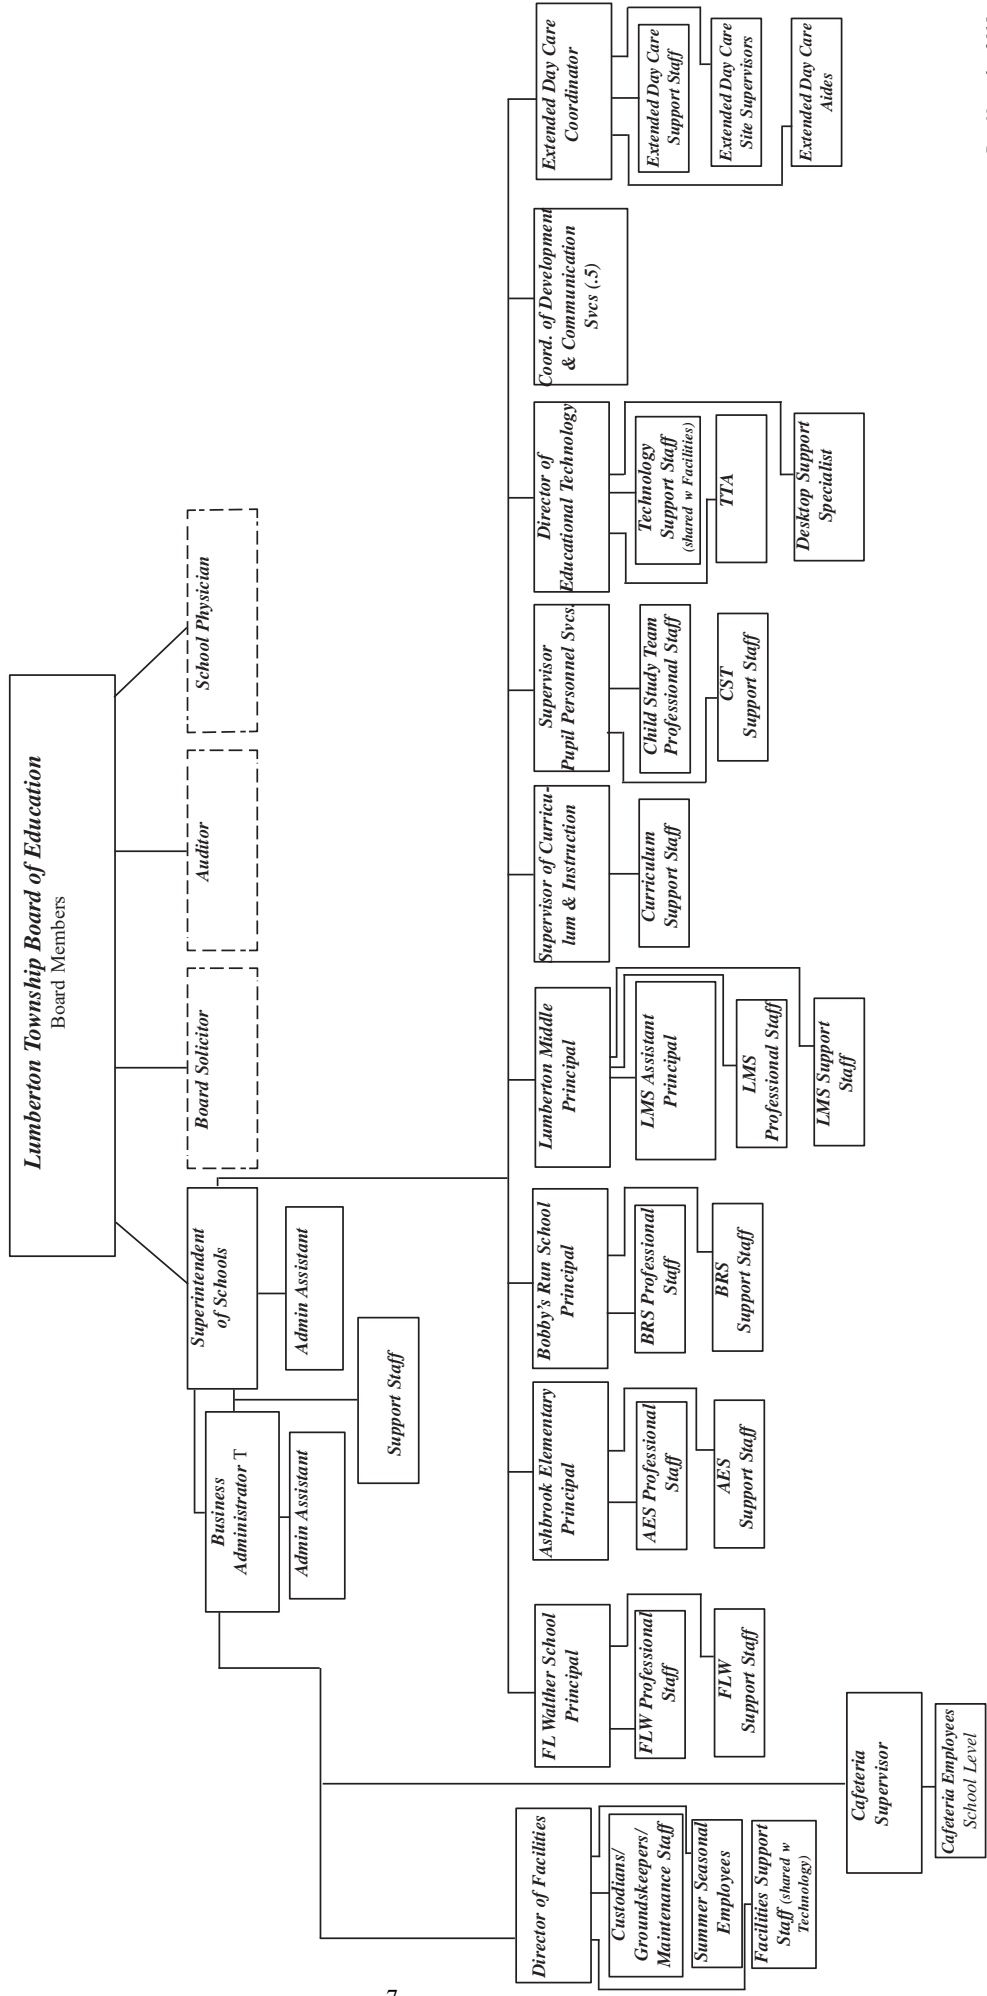 Lumberton Township Board of Education
Board Members
Superintendent
of Schools
Board Solicitor
Auditor
School Physician
Business
Administrator T
Admin Assistant
Admin Assistant
Support Staff
Director of Facilities
Custodians/
Groundskeepers/
Maintenance Staff
Summer Seasonal
Employees
Facilities Support
Staff (shared w
Technology)
Cafeteria
Supervisor
Cafeteria Employees
School Level
FL Walther School
Principal
FLW Professional
Staff
FLW
Support Staff
Ashbrook Elementary
Principal
AES Professional
Staff
AES
Support Staff
Bobby's Run School
Principal
BRS Professional
Staff
BRS
Support Staff
Lumberton Middle
Principal
LMS Assistant
Principal
LMS
Professional Staff
LMS Support
Staff
Supervisor of Curricu-
lum & Instruction
Curriculum
Support Staff
Supervisor
Pupil Personnel Svcs.
Child Study Team
Professional Staff
CST
Support Staff
Director of
Educational Technology
Technology
Support Staff
(shared w Facilities)
TTA
Desktop Support
Specialist
Coord. of Development
& Communication
Svcs (.5)
Extended Day Care
Coordinator
Extended Day Care
Support Staff
Extended Day Care
Site Supervisors
Extended Day Care
Aides
7